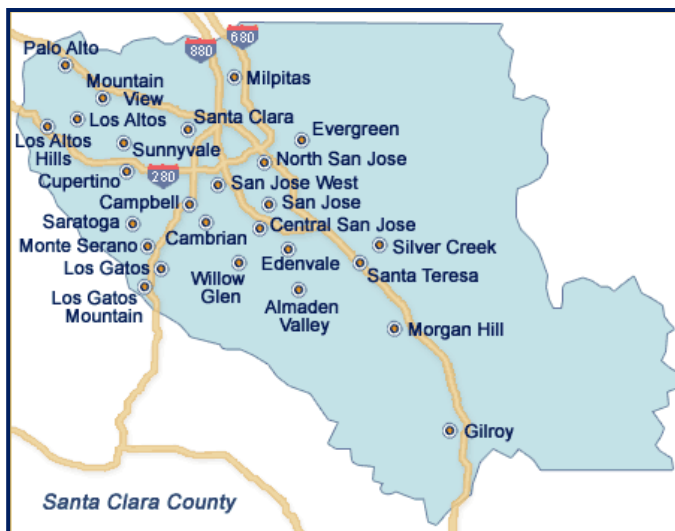 680
880
Palo Alto
Milpitas
Mountain
View
Los Altos
Santa Clara
Evergreen
Los Altos
Hills
Sunnyvale
North San Jose
Cupertino
280
San Jose West
Campbell
San Jose
Saratoga
Cambrian
Central San Jose
Monte Serano
Silver Creek
Edenvale
Los Gatos
Willow
Glen
Santa Teresa
Los Gatos
Mountain
Almaden
Valley
Morgan Hill
Gilroy
Santa Clara County